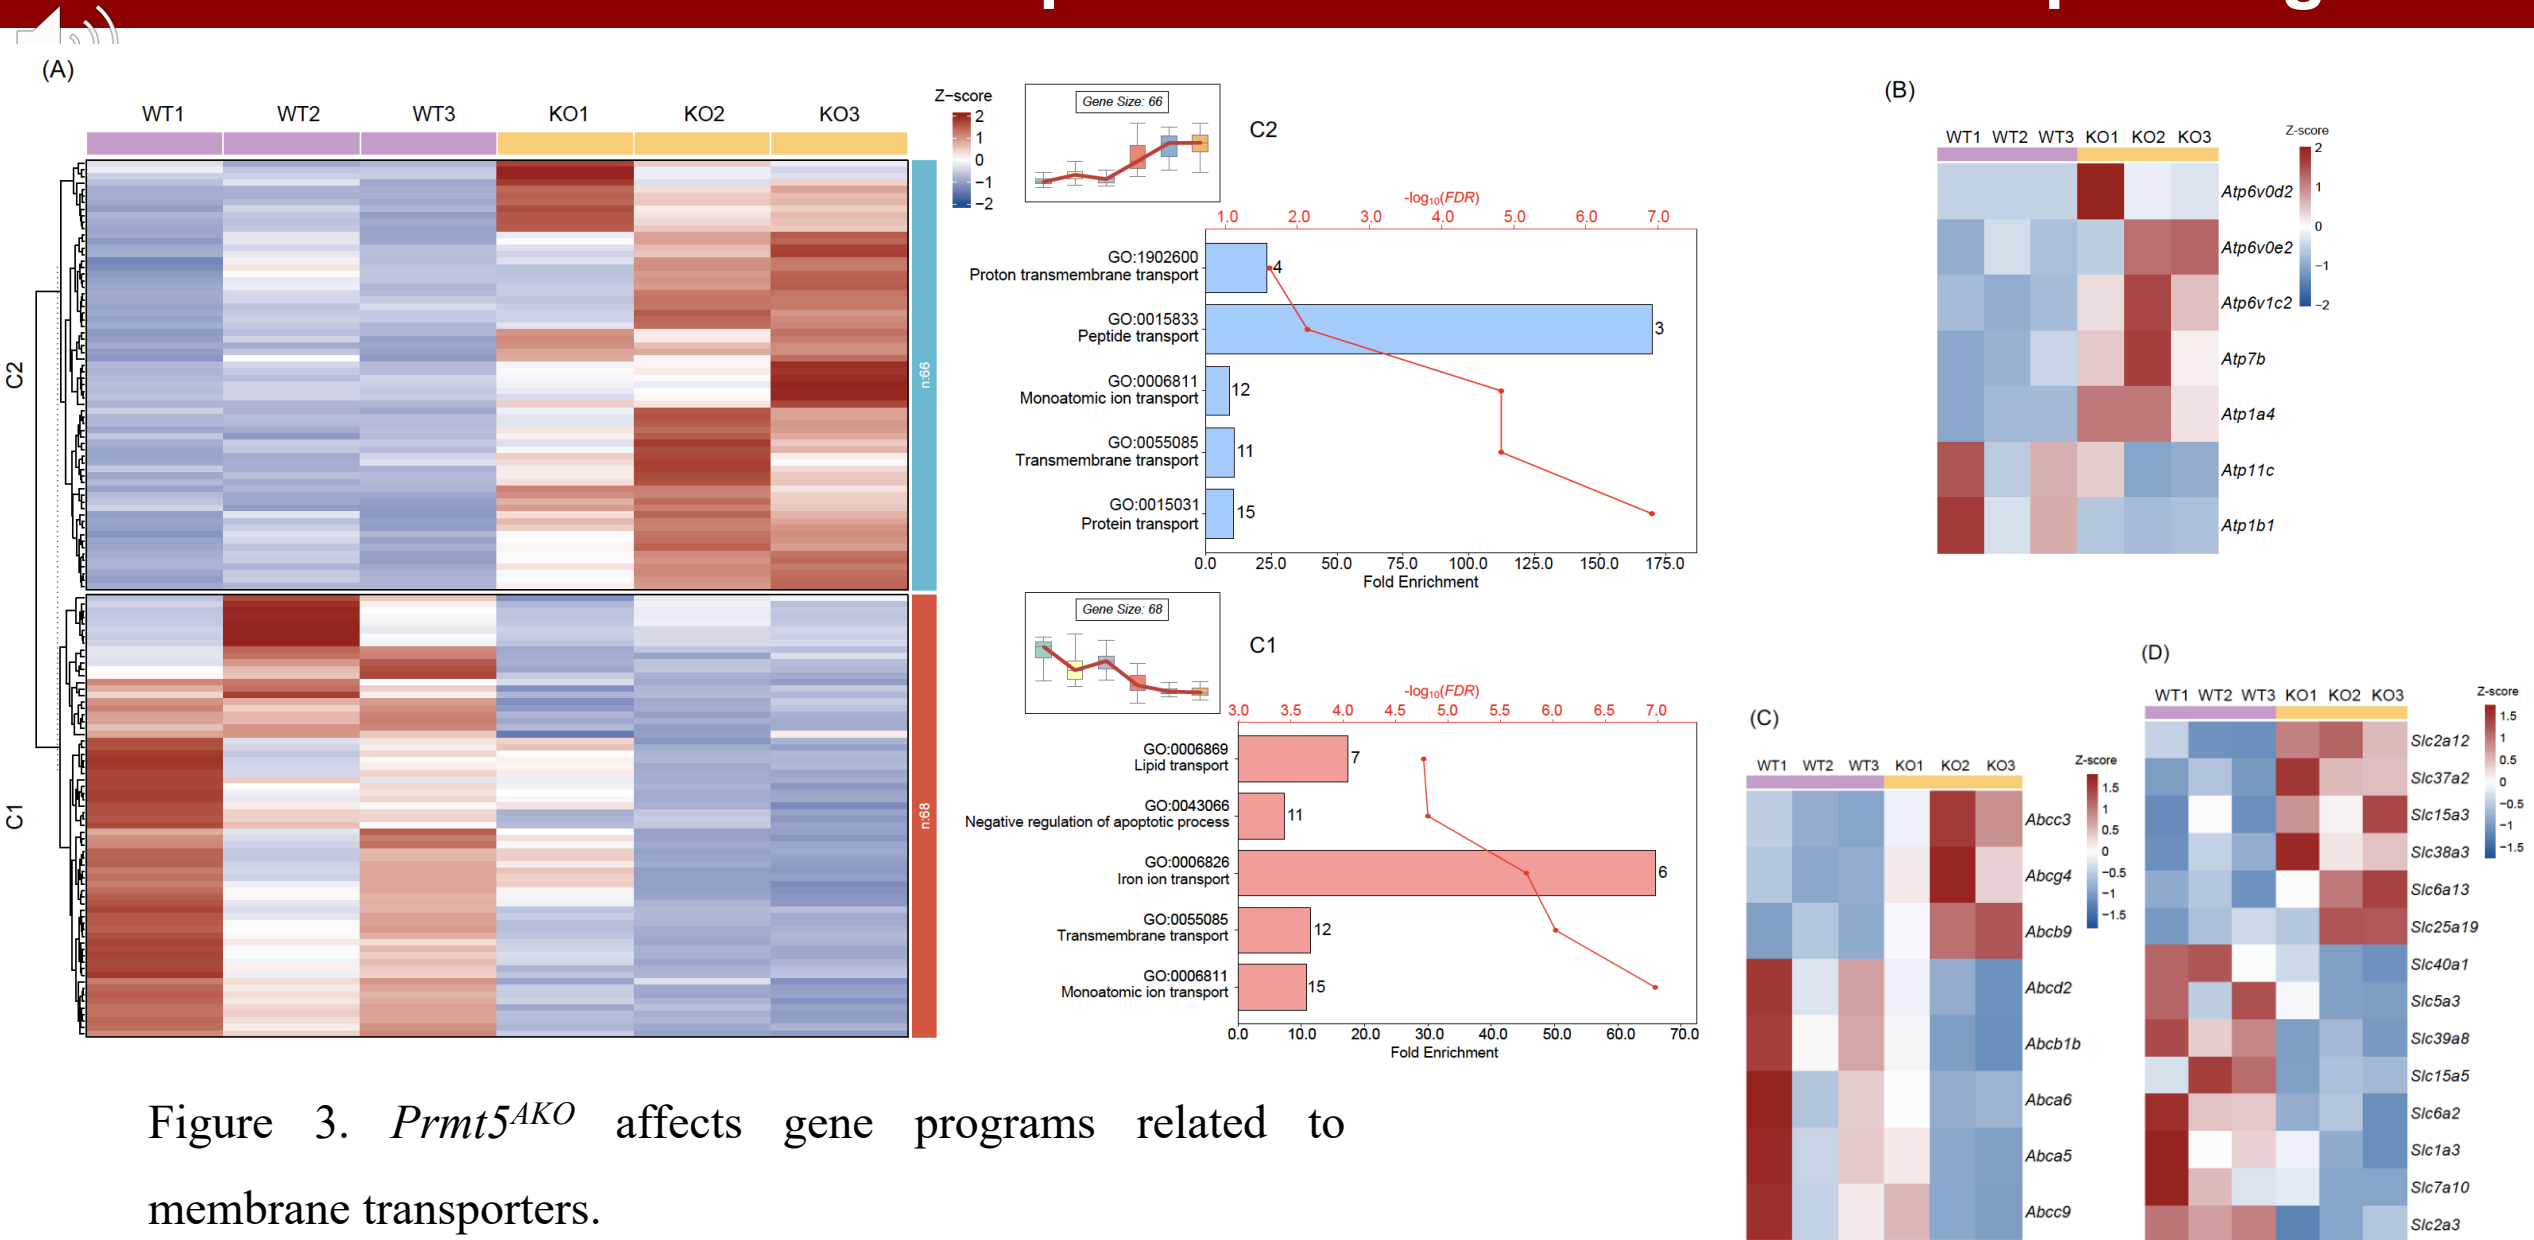 (A)
WT1 WT2 WT3 KO1 KO2 KO3
Z−score
2
1
0
−1
−2
C2
n:66
C1
n:68
Gene Size: 66
C2
-log10(FDR)
1.0 2.0 3.0 4.0 5.0 6.0 7.0
GO:1902600
Proton transmembrane transport
4
GO:0015833
Peptide transport
3
GO:0006811
Monoatomic ion transport
12
GO:0055085
Transmembrane transport
11
GO:0015031
Protein transport
15
0.0 25.0 50.0 75.0 100.0 125.0 150.0 175.0
Fold Enrichment
Gene Size: 68
C1
-log10(FDR)
3.0 3.5 4.0 4.5 5.0 5.5 6.0 6.5 7.0
GO:0006869
Lipid transport
7
GO:0043066
Negative regulation of apoptotic process
11
GO:0006826
Iron ion transport
6
GO:0055085
Transmembrane transport
12
GO:0006811
Monoatomic ion transport
15
0.0 10.0 20.0 30.0 40.0 50.0 60.0 70.0
Fold Enrichment
(B)
WT1 WT2 WT3 KO1 KO2 KO3
Z-score
2
1
0
−1
−2
Atp6v0d2
Atp6v0e2
Atp6v1c2
Atp7b
Atp1a4
Atp11c
Atp1b1
(C)
WT1 WT2 WT3 KO1 KO2 KO3
Z-score
1.5
1
0.5
0
−0.5
−1
−1.5
Abcc3
Abcg4
Abcb9
Abcd2
Abcb1b
Abca6
Abca5
Abcc9
(D)
WT1 WT2 WT3 KO1 KO2 KO3
Z-score
1.5
1
0.5
0
−0.5
−1
−1.5
Slc2a12
Slc37a2
Slc15a3
Slc38a3
Slc6a13
Slc25a19
Slc40a1
Slc5a3
Slc39a8
Slc15a5
Slc6a2
Slc1a3
Slc7a10
Slc2a3
Figure 3. Prmt5AKO affects gene programs related to
membrane transporters.